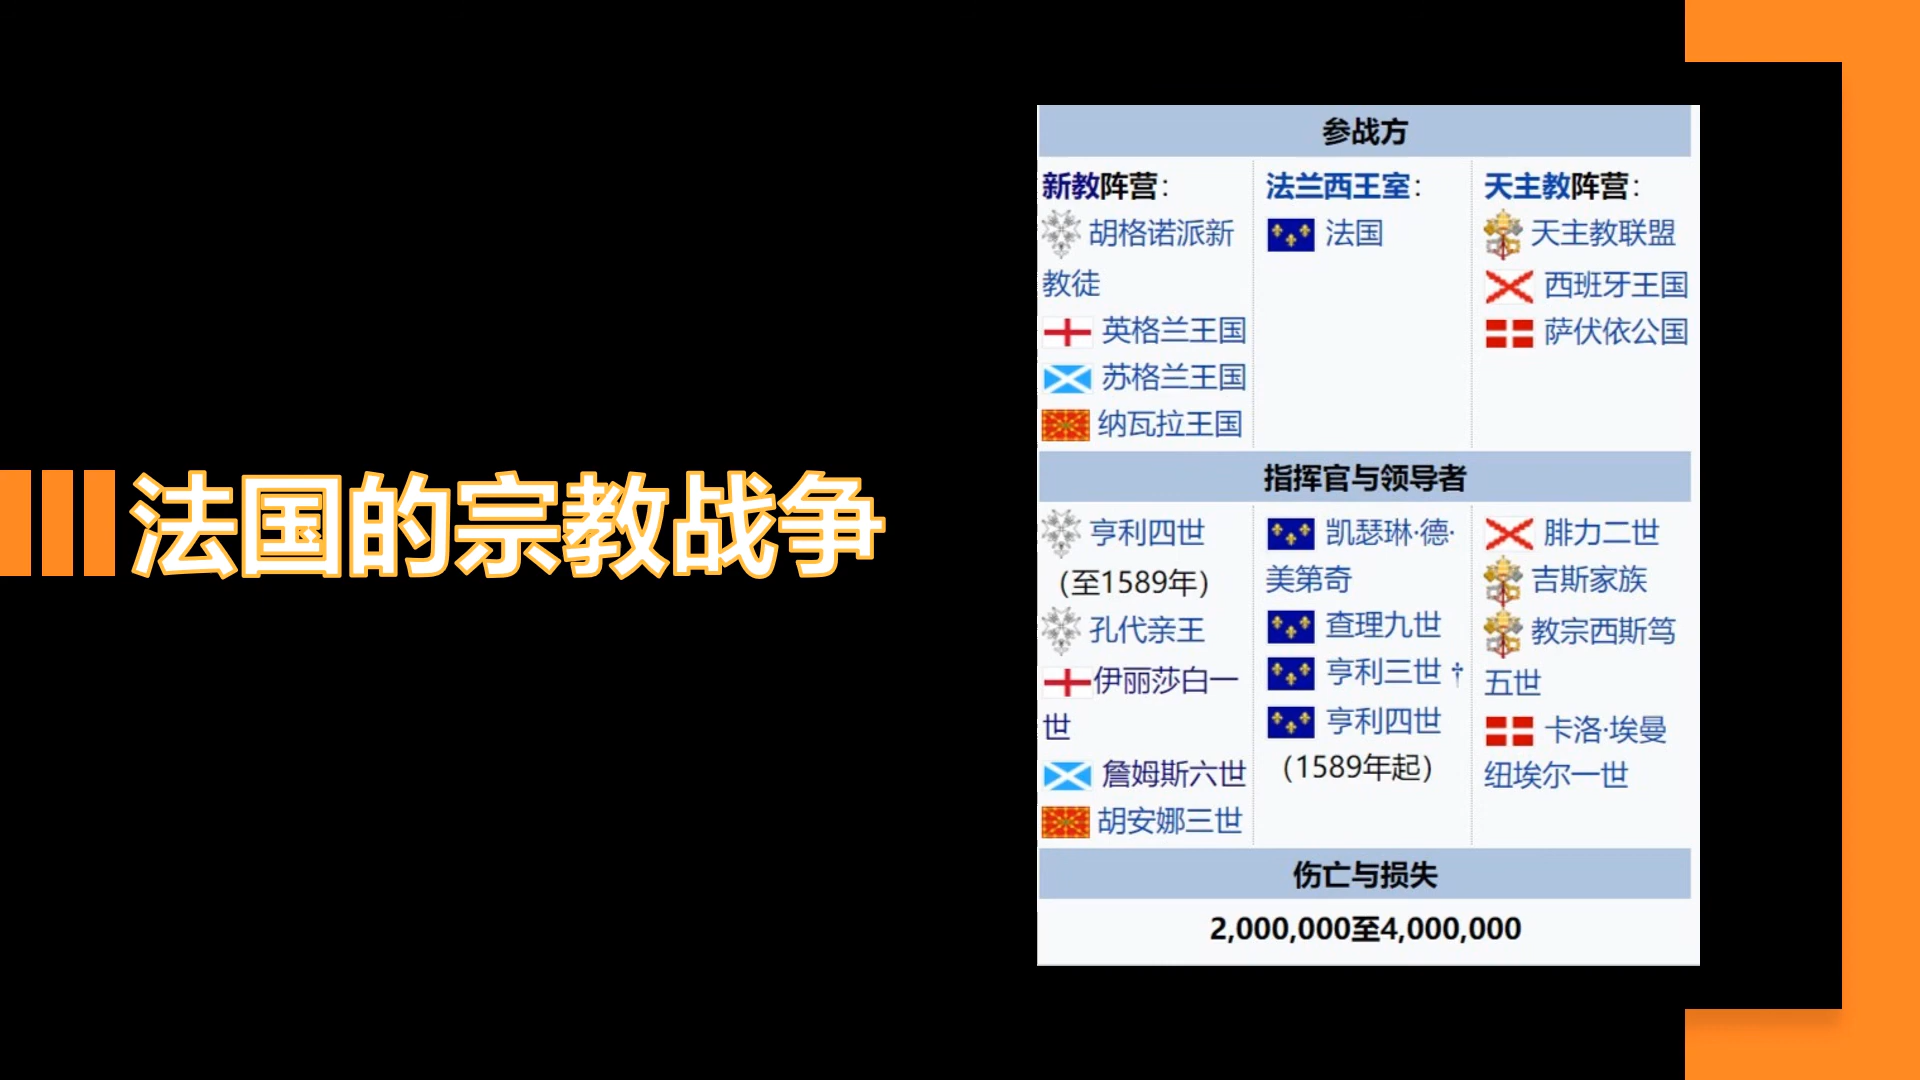 法国的宗教战争
参战方
新教阵营：
胡格诺派新
教徒
英格兰王国
苏格兰王国
纳瓦拉王国
法兰西王室：
法国
天主教阵营：
天主教联盟
西班牙王国
萨伏依公国
指挥官与领导者
亨利四世
（至1589年）
孔代亲王
伊丽莎白一
世
詹姆斯六世
胡安娜三世
凯瑟琳·德·
美第奇
查理九世
亨利三世 †
亨利四世
（1589年起）
腓力二世
吉斯家族
教宗西斯笃
五世
卡洛·埃曼
纽埃尔一世
伤亡与损失
2,000,000至4,000,000